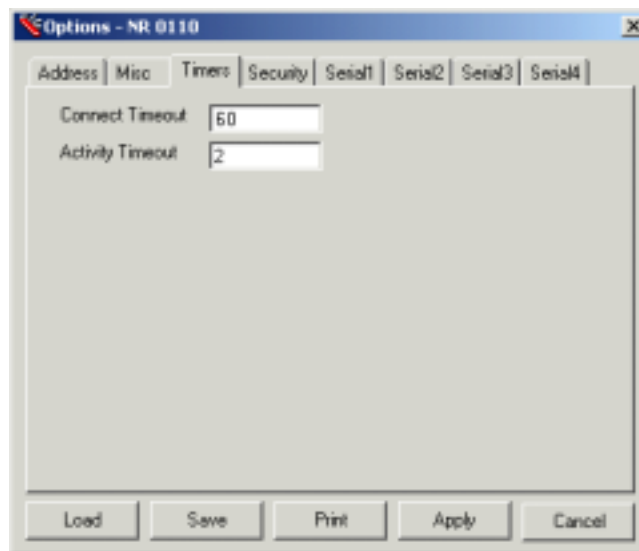 Options - NR 0110
Address Misc Timers Security Serial1 Serial2 Serial3 Serial4
Connect Timeout 60
Activity Timeout 2
Load Save Print Apply Cancel